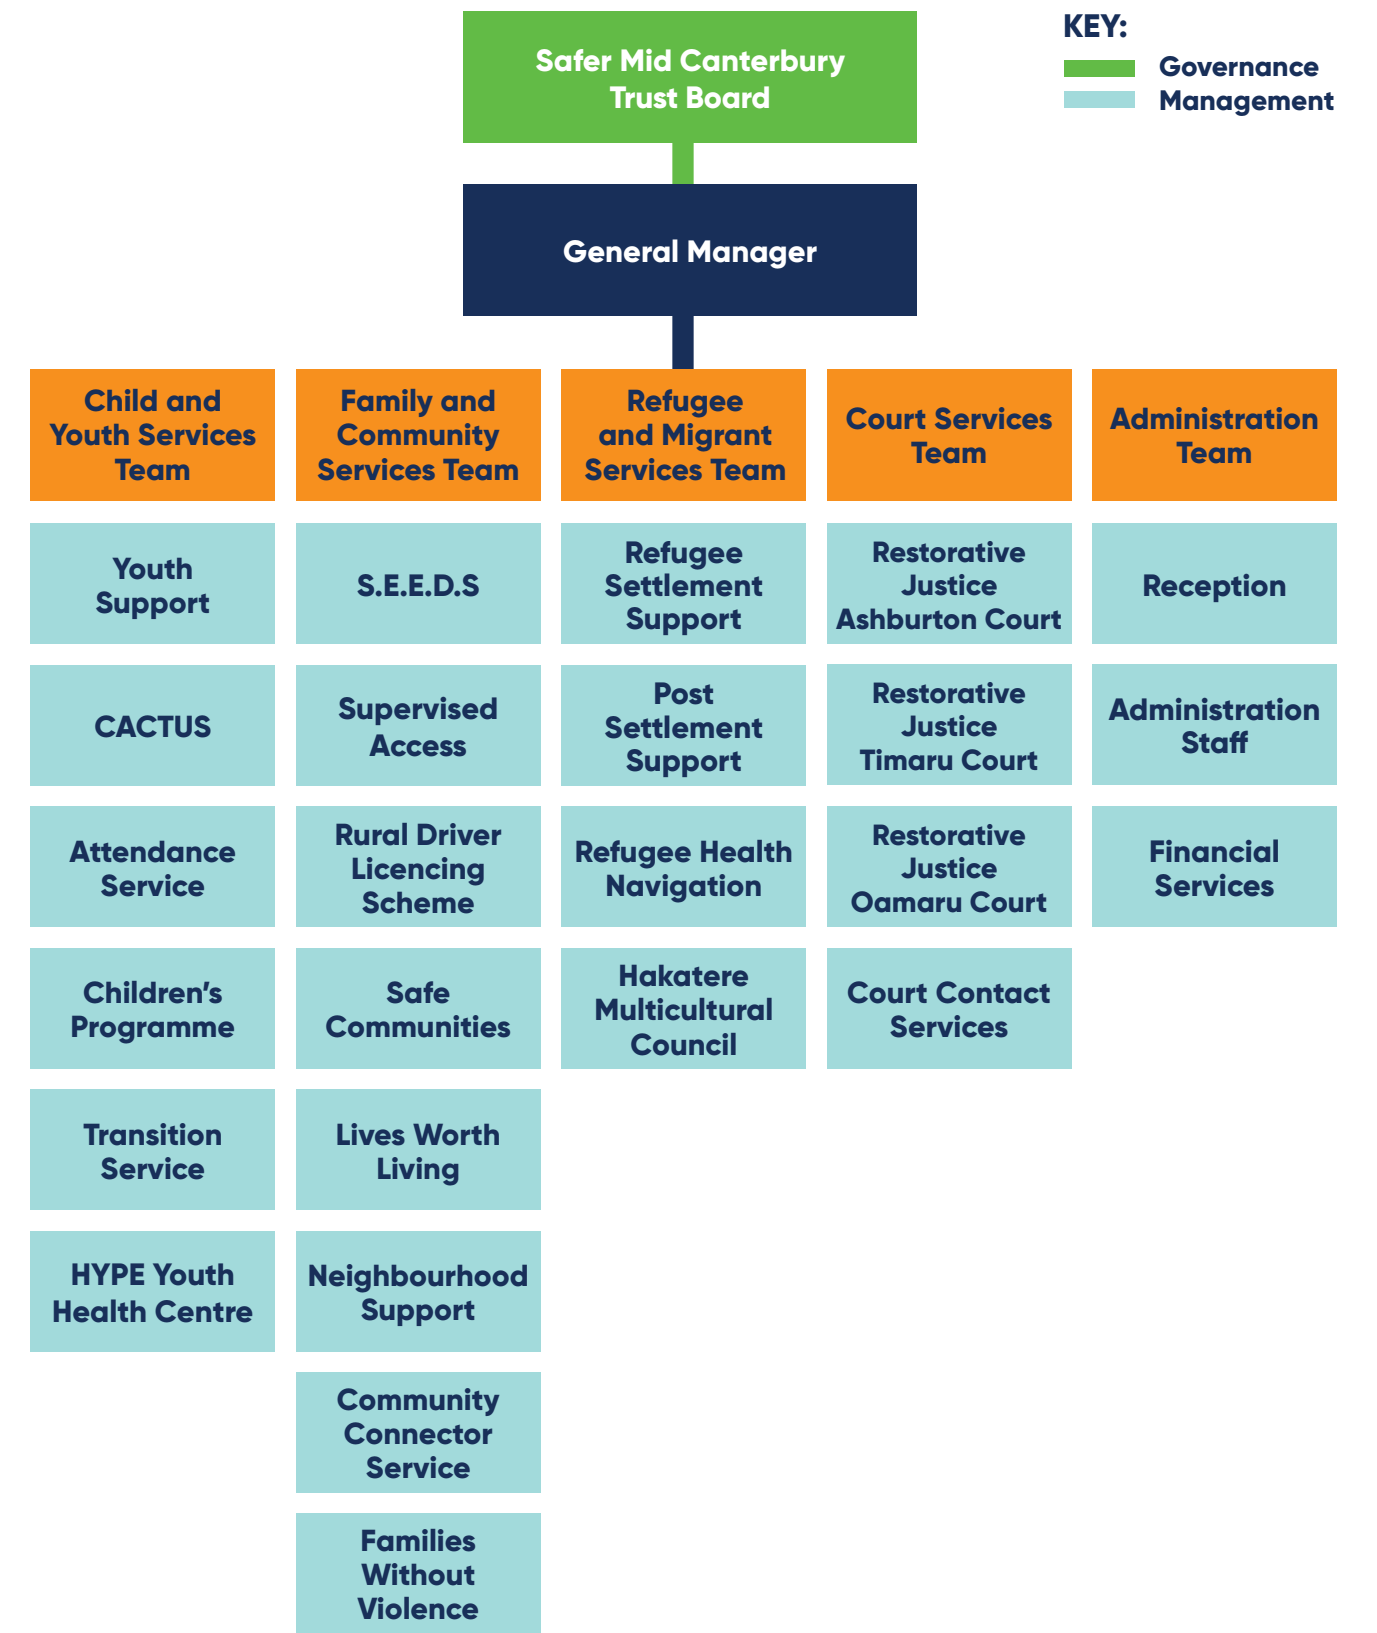 Safer Mid Canterbury
Trust Board
KEY:
Governance
Management
General Manager
Child and
Youth Services
Team
Family and
Community
Services Team
Refugee
and Migrant
Services Team
Court Services
Team
Administration
Team
Youth
Support
S.E.E.D.S
Refugee
Settlement
Support
Restorative
Justice
Ashburton Court
Reception
CACTUS
Supervised
Access
Post
Settlement
Support
Restorative
Justice
Timaru Court
Administration
Staff
Attendance
Service
Rural Driver
Licencing
Scheme
Refugee Health
Navigation
Restorative
Justice
Oamaru Court
Financial
Services
Children’s
Programme
Safe
Communities
Hakatere
Multicultural
Council
Court Contact
Services
Transition
Service
Lives Worth
Living
HYPE Youth
Health Centre
Neighbourhood
Support
Community
Connector
Service
Families
Without
Violence